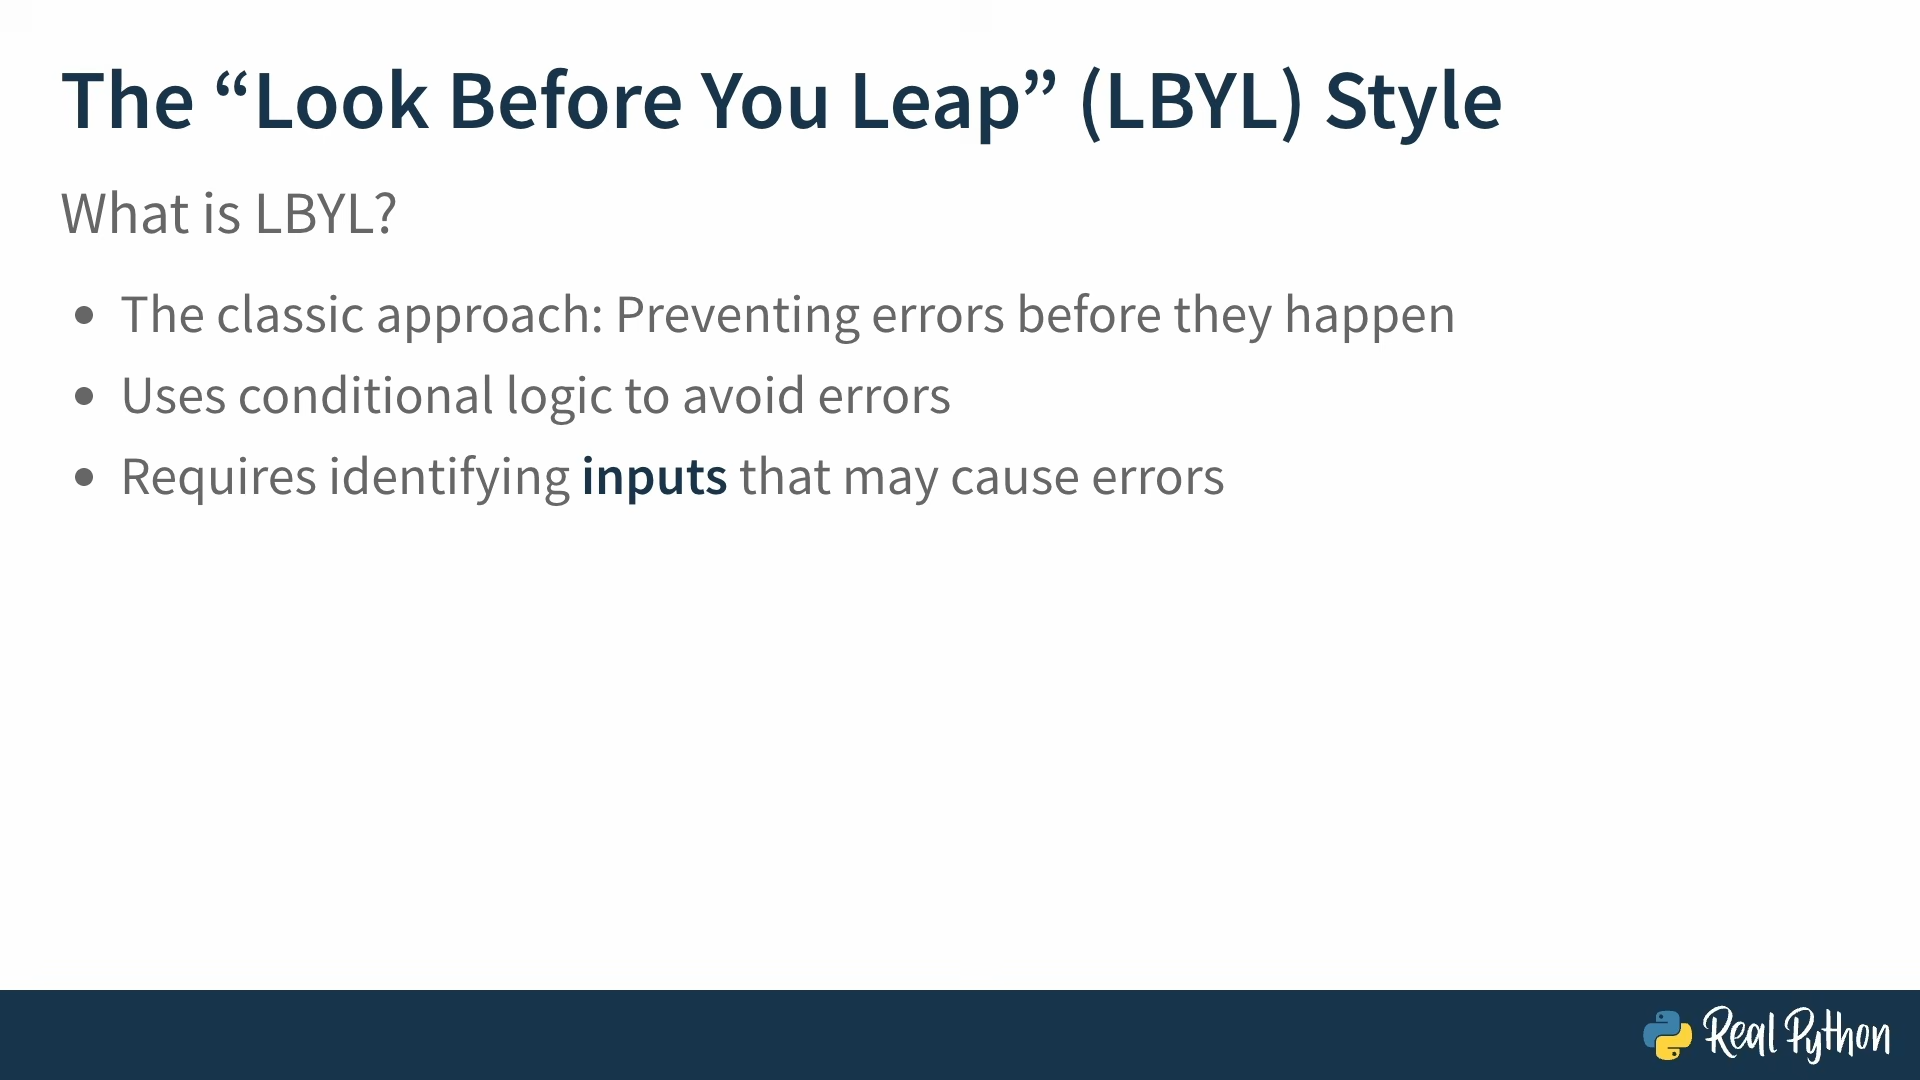 The “Look Before You Leap” (LBYL) Style
What is LBYL?
• The classic approach: Preventing errors before they happen
• Uses conditional logic to avoid errors
• Requires identifying inputs that may cause errors
Real Python